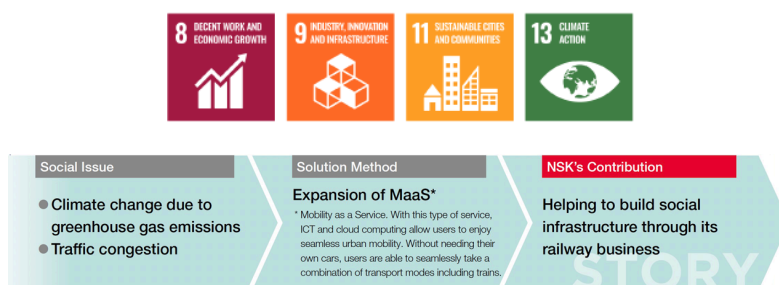 8 DECENT WORK AND
ECONOMIC GROWTH
9 INDUSTRY, INNOVATION
AND INFRASTRUCTURE
11 SUSTAINABLE CITIES
AND COMMUNITIES
13 CLIMATE
ACTION
Social Issue
Climate change due to
greenhouse gas emissions
Traffic congestion
Solution Method
Expansion of MaaS*
* Mobility as a Service. With this type of service,
ICT and cloud computing allow users to enjoy
seamless urban mobility. Without needing their
own cars, users are able to seamlessly take a
combination of transport modes including trains.
NSK's Contribution
Helping to build social
infrastructure through its
railway business
STORY